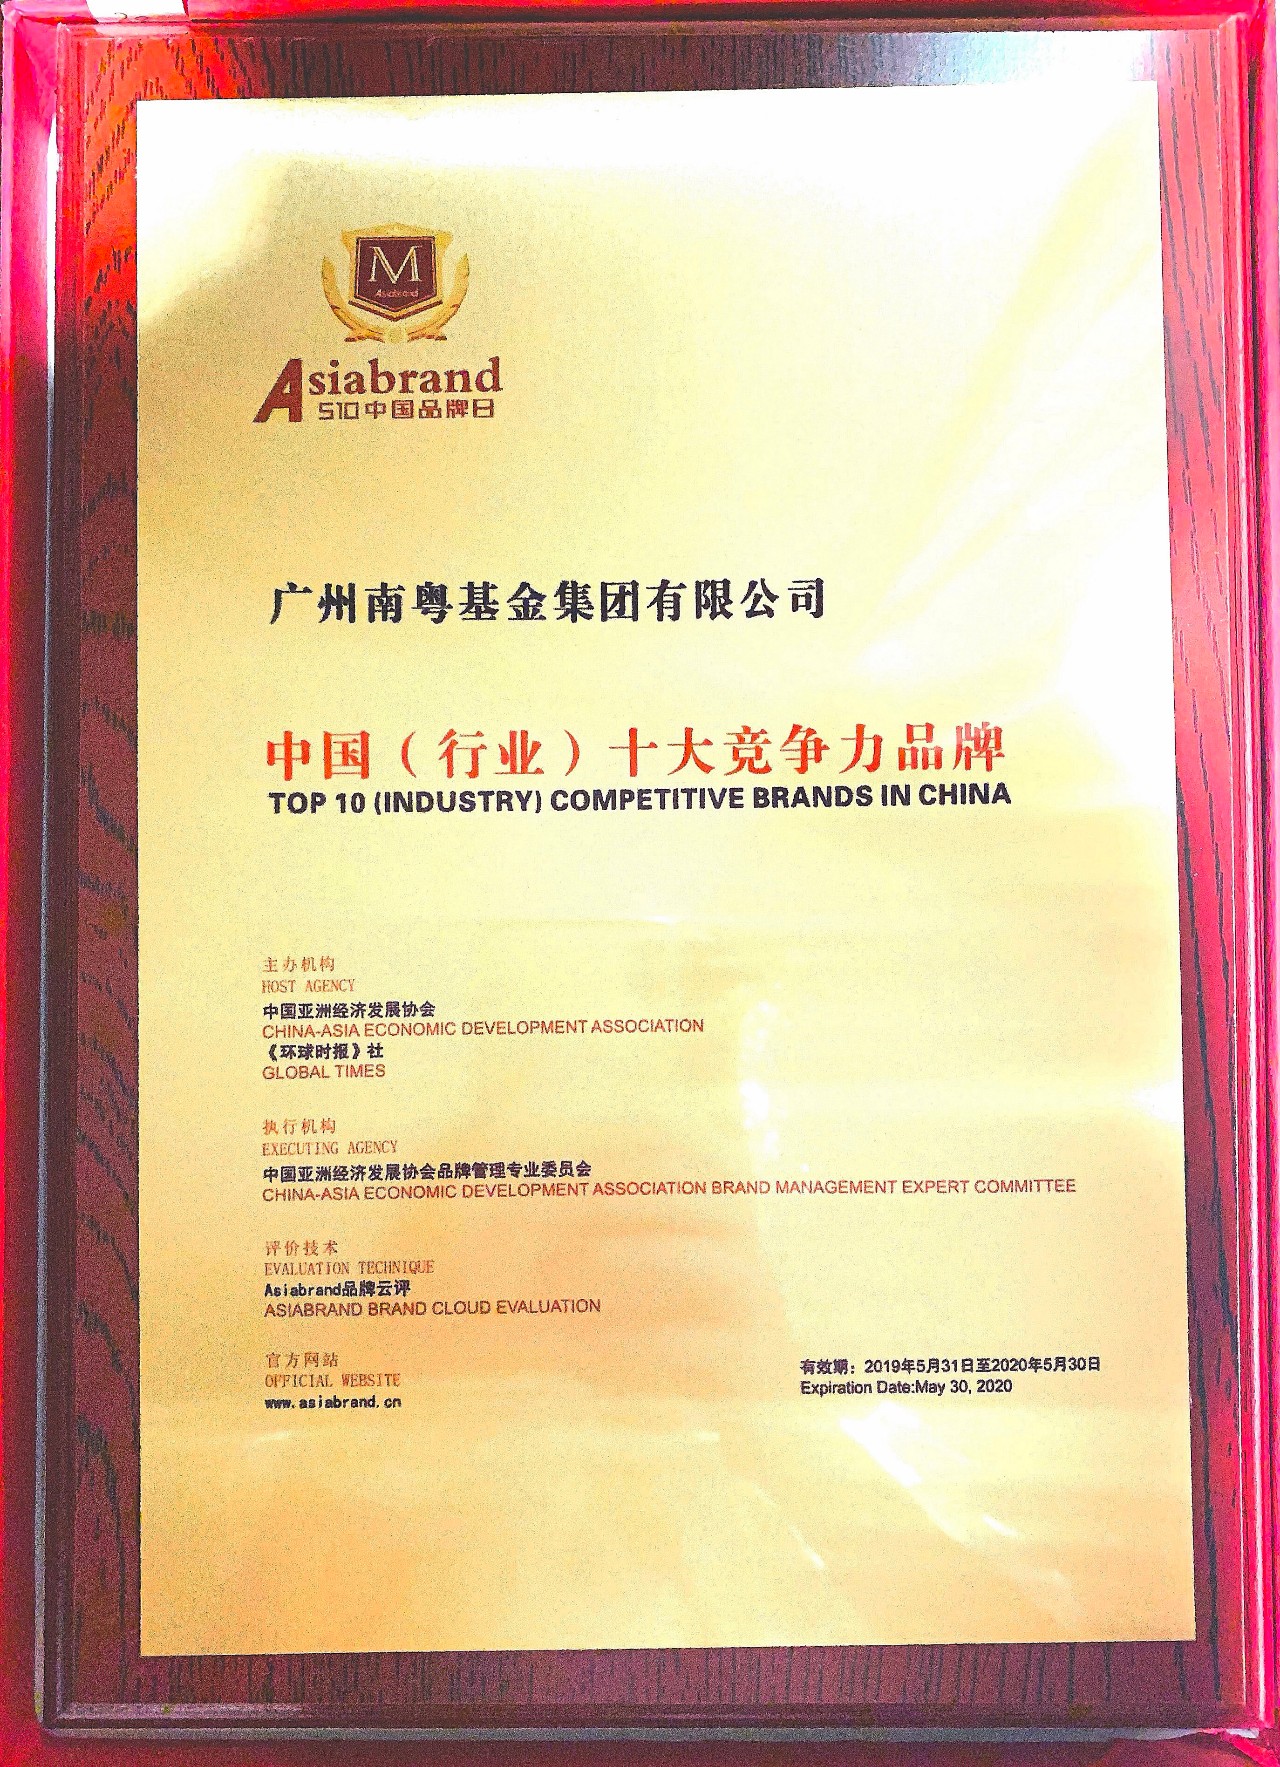 M
Asiabrand
Asiabrand
510中国品牌日
广州南粤基金集团有限公司
中国（行业）十大竞争力品牌
TOP 10 (INDUSTRY) COMPETITIVE BRANDS IN CHINA
主办机构
HOST AGENCY
中国亚洲经济发展协会
CHINA-ASIA ECONOMIC DEVELOPMENT ASSOCIATION
《环球时报》社
GLOBAL TIMES
执行机构
EXECUTING AGENCY
中国亚洲经济发展协会品牌管理专业委员会
CHINA-ASIA ECONOMIC DEVELOPMENT ASSOCIATION BRAND MANAGEMENT EXPERT COMMITTEE
评价技术
EVALUATION TECHNIQUE
Asiabrand品牌云评
ASIABRAND BRAND CLOUD EVALUATION
官方网站
OFFICIAL WEBSITE
www.asiabrand.cn
有效期：2019年5月31日至2020年5月30日
Expiration Date:May 30, 2020